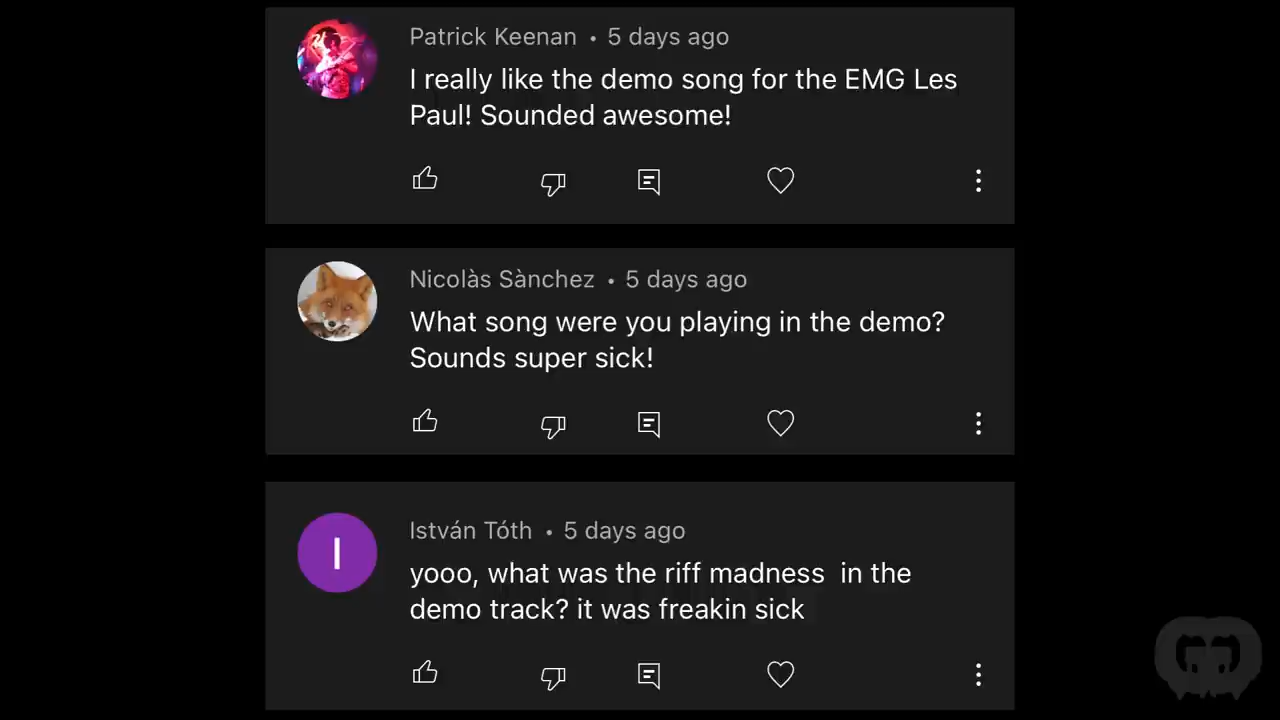 Patrick Keenan • 5 days ago
I really like the demo song for the EMG Les
Paul! Sounded awesome!
Nicolàs Sànchez • 5 days ago
What song were you playing in the demo?
Sounds super sick!
I
István Tóth • 5 days ago
yooo, what was the riff madness  in the
demo track? it was freakin sick